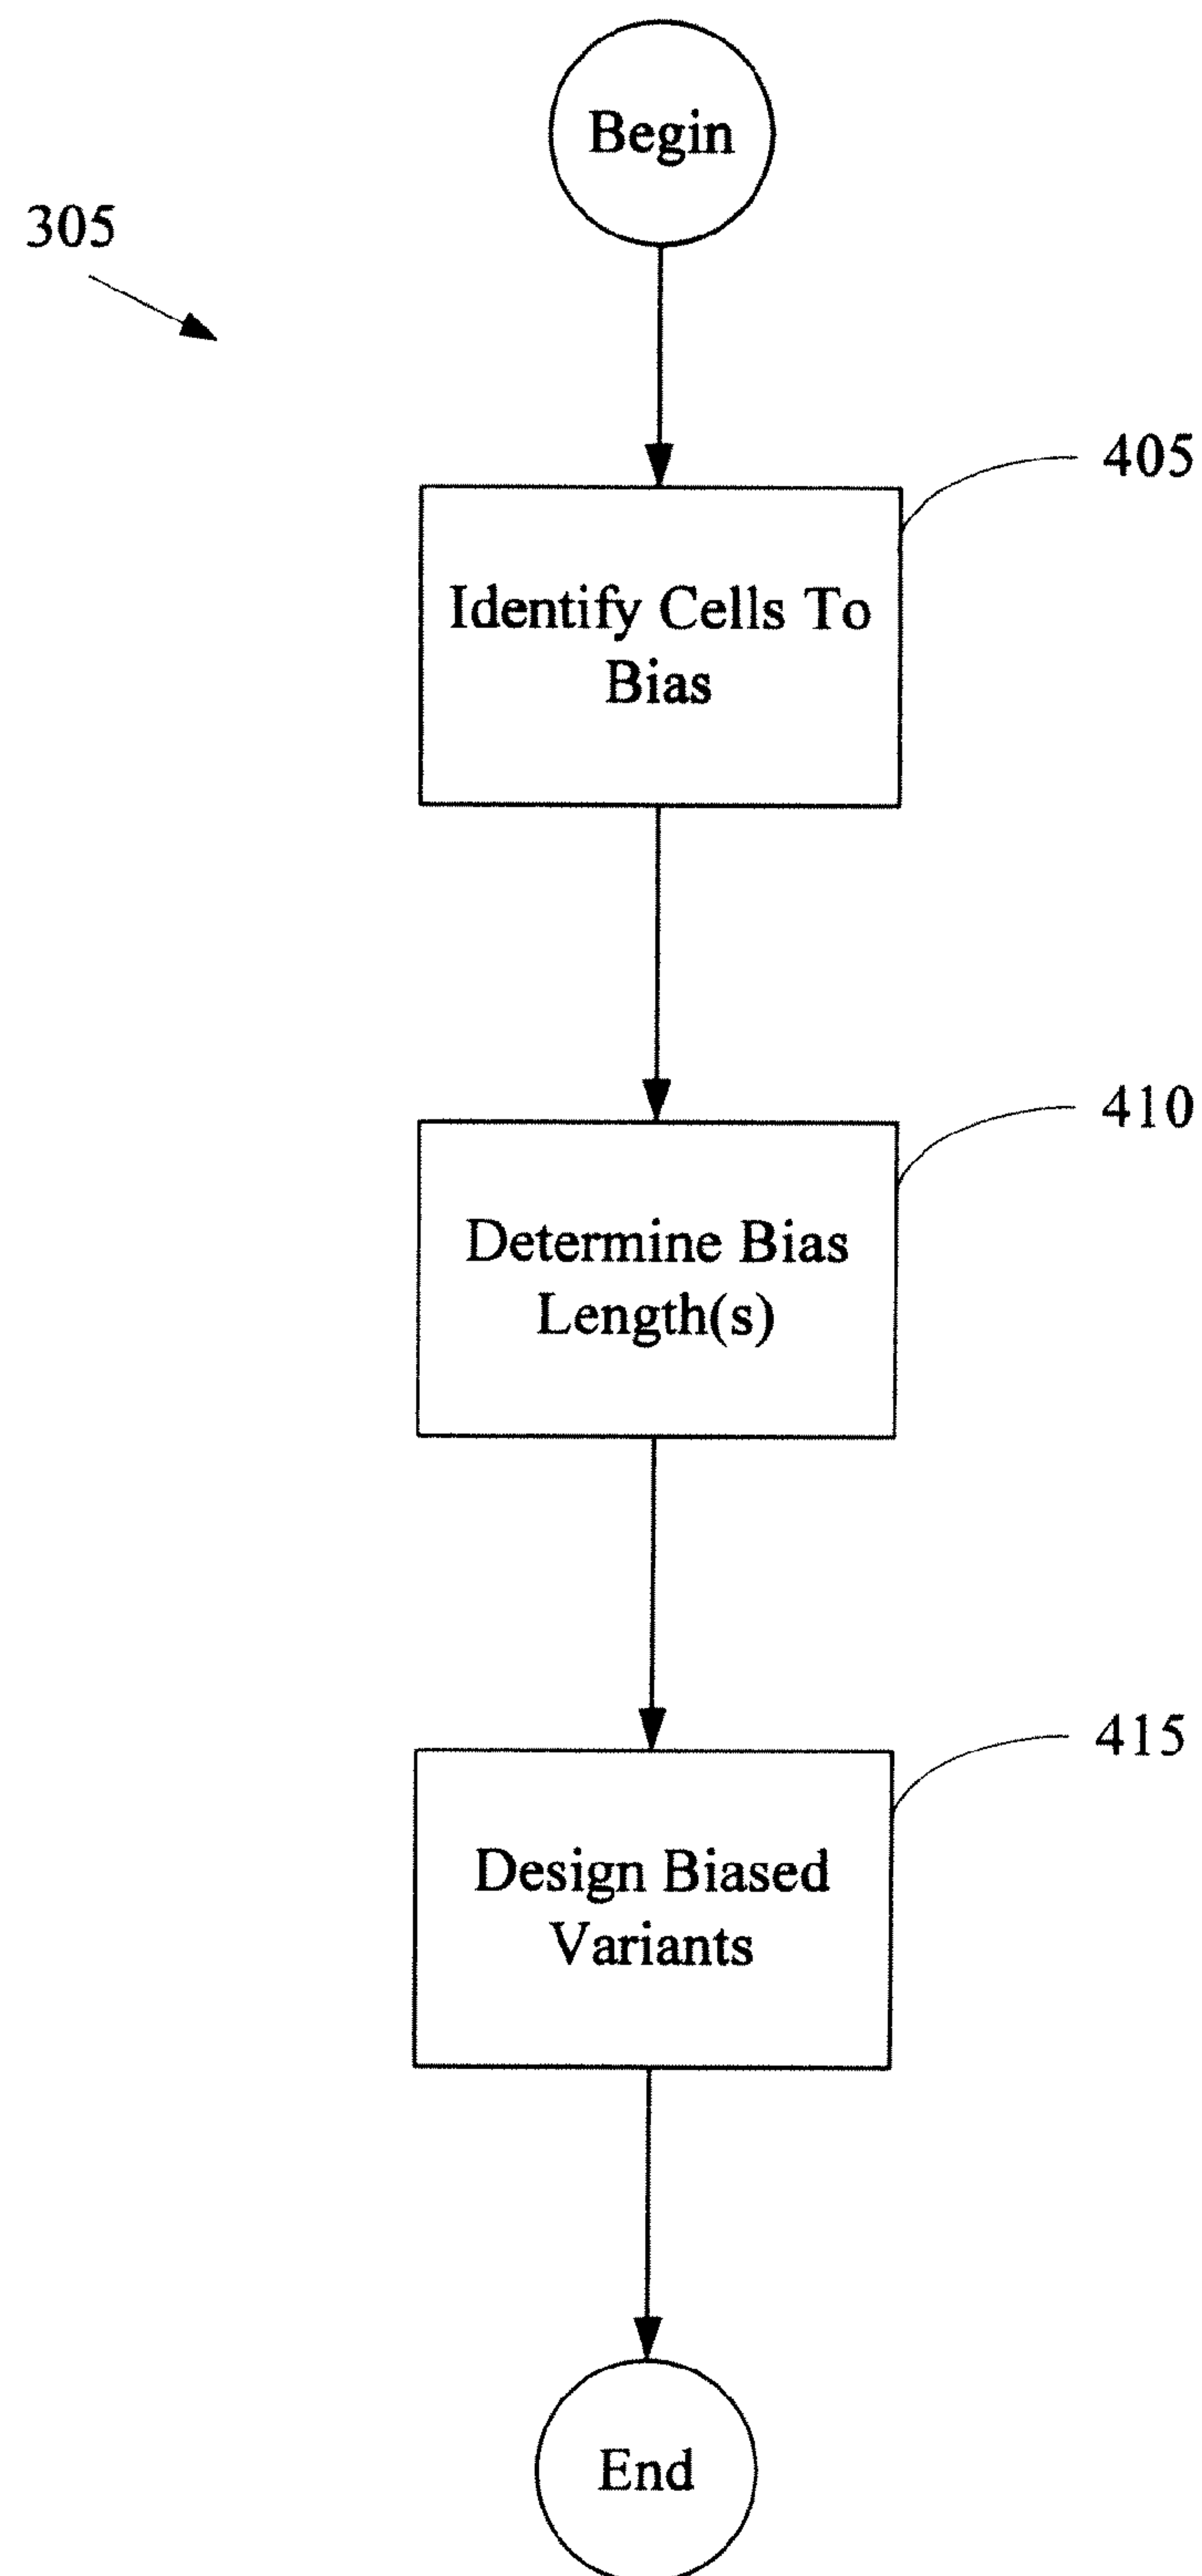 Begin
305
405
Identify Cells To
Bias
410
Determine Bias
Length(s)
415
Design Biased
Variants
End